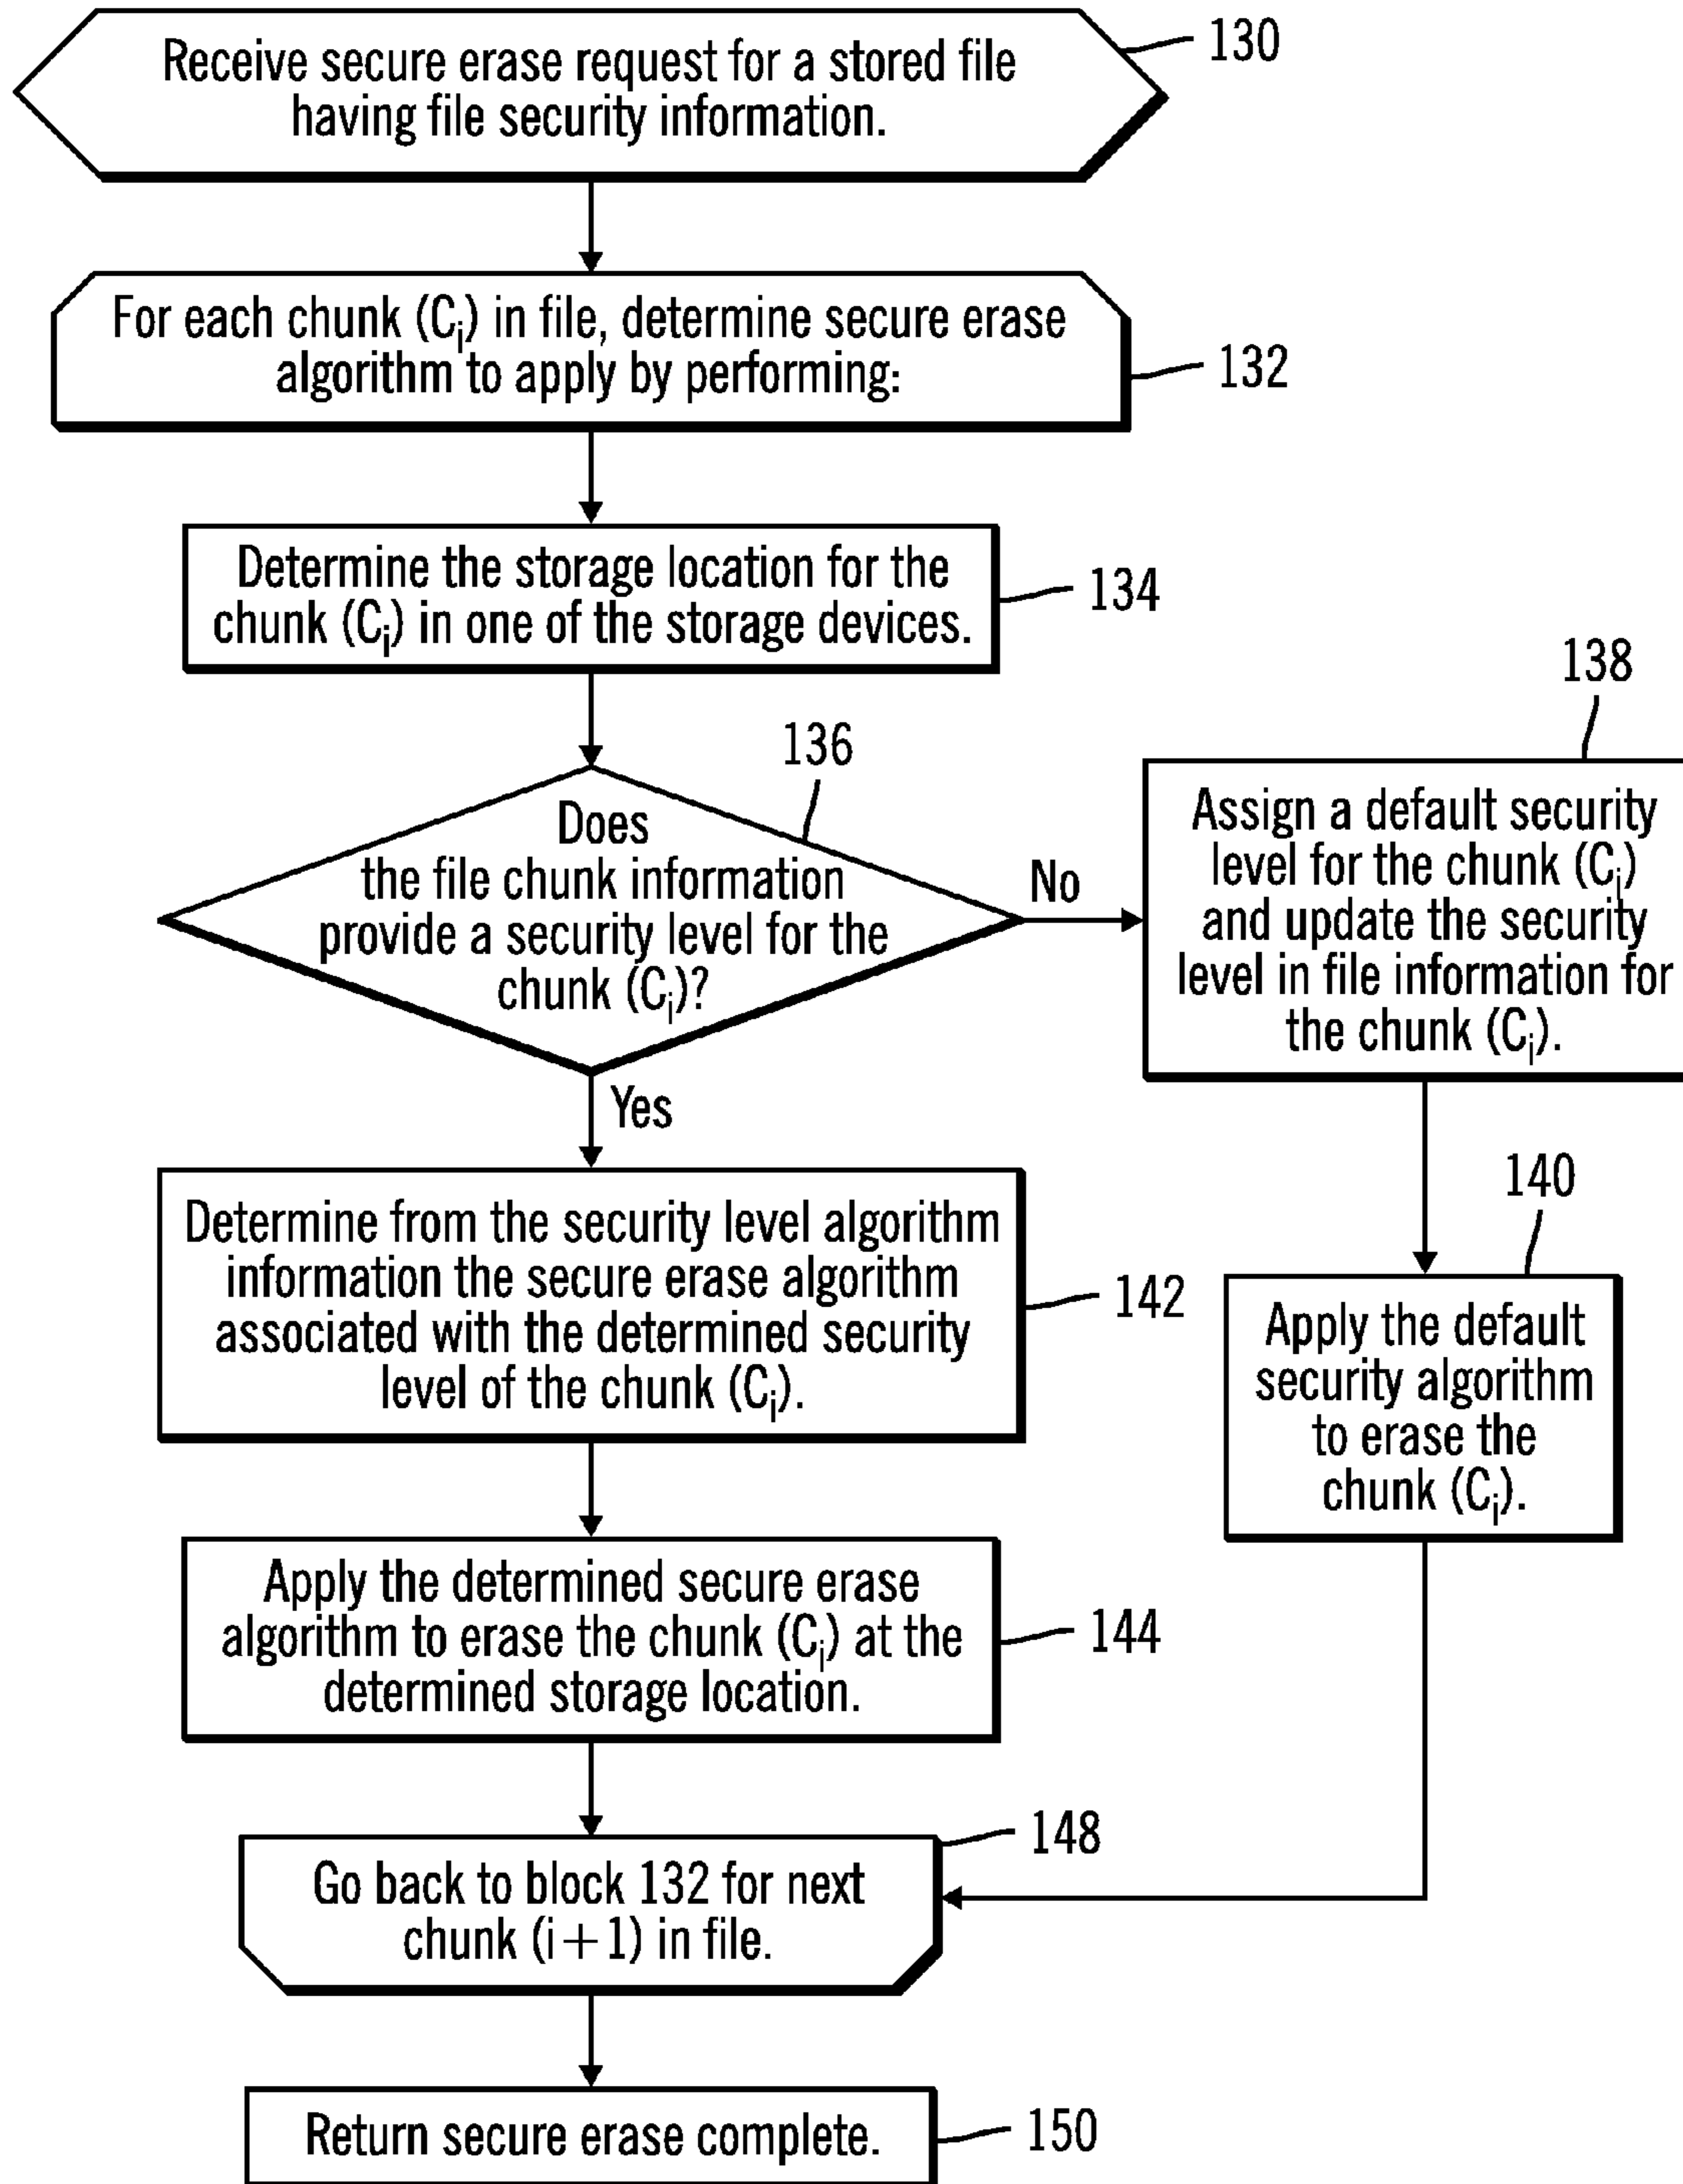 Receive secure erase request for a stored file
having file security information.
130
For each chunk (Ci) in file, determine secure erase
algorithm to apply by performing:
132
Determine the storage location for the
chunk (Ci) in one of the storage devices.
134
136
Does
the file chunk information
provide a security level for the
chunk (Ci)?
No
Yes
138
Assign a default security
level for the chunk (Ci)
and update the security
level in file information for
the chunk (Ci).
140
Apply the default
security algorithm
to erase the
chunk (Ci).
Determine from the security level algorithm
information the secure erase algorithm
associated with the determined security
level of the chunk (Ci).
142
Apply the determined secure erase
algorithm to erase the chunk (Ci) at the
determined storage location.
144
148
Go back to block 132 for next
chunk (i + 1) in file.
Return secure erase complete.
150